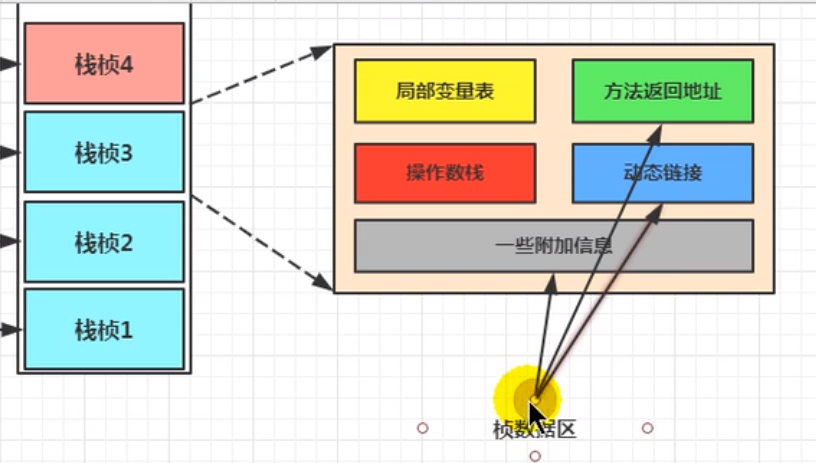 栈桢4
栈桢3
栈桢2
栈桢1
局部变量表
方法返回地址
操作数栈
动态链接
一些附加信息
桢数据区